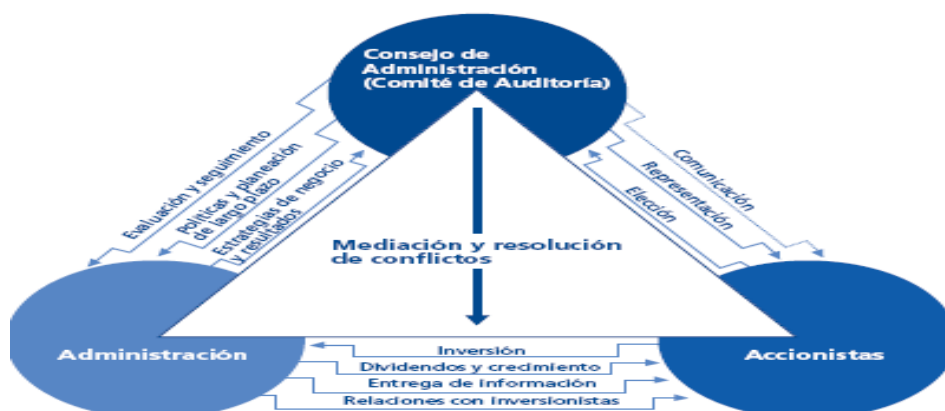 Consejo de
Administración
(Comité de Auditoría)
Evaluación y seguimiento
Políticas y planeación
de largo plazo
Estrategias de negocio
y resultados
Comunicación
Representación
Elección
Mediación y resolución
de conflictos
Administración
Accionistas
Inversión
Dividendos y crecimiento
Entrega de información
Relaciones con inversionistas